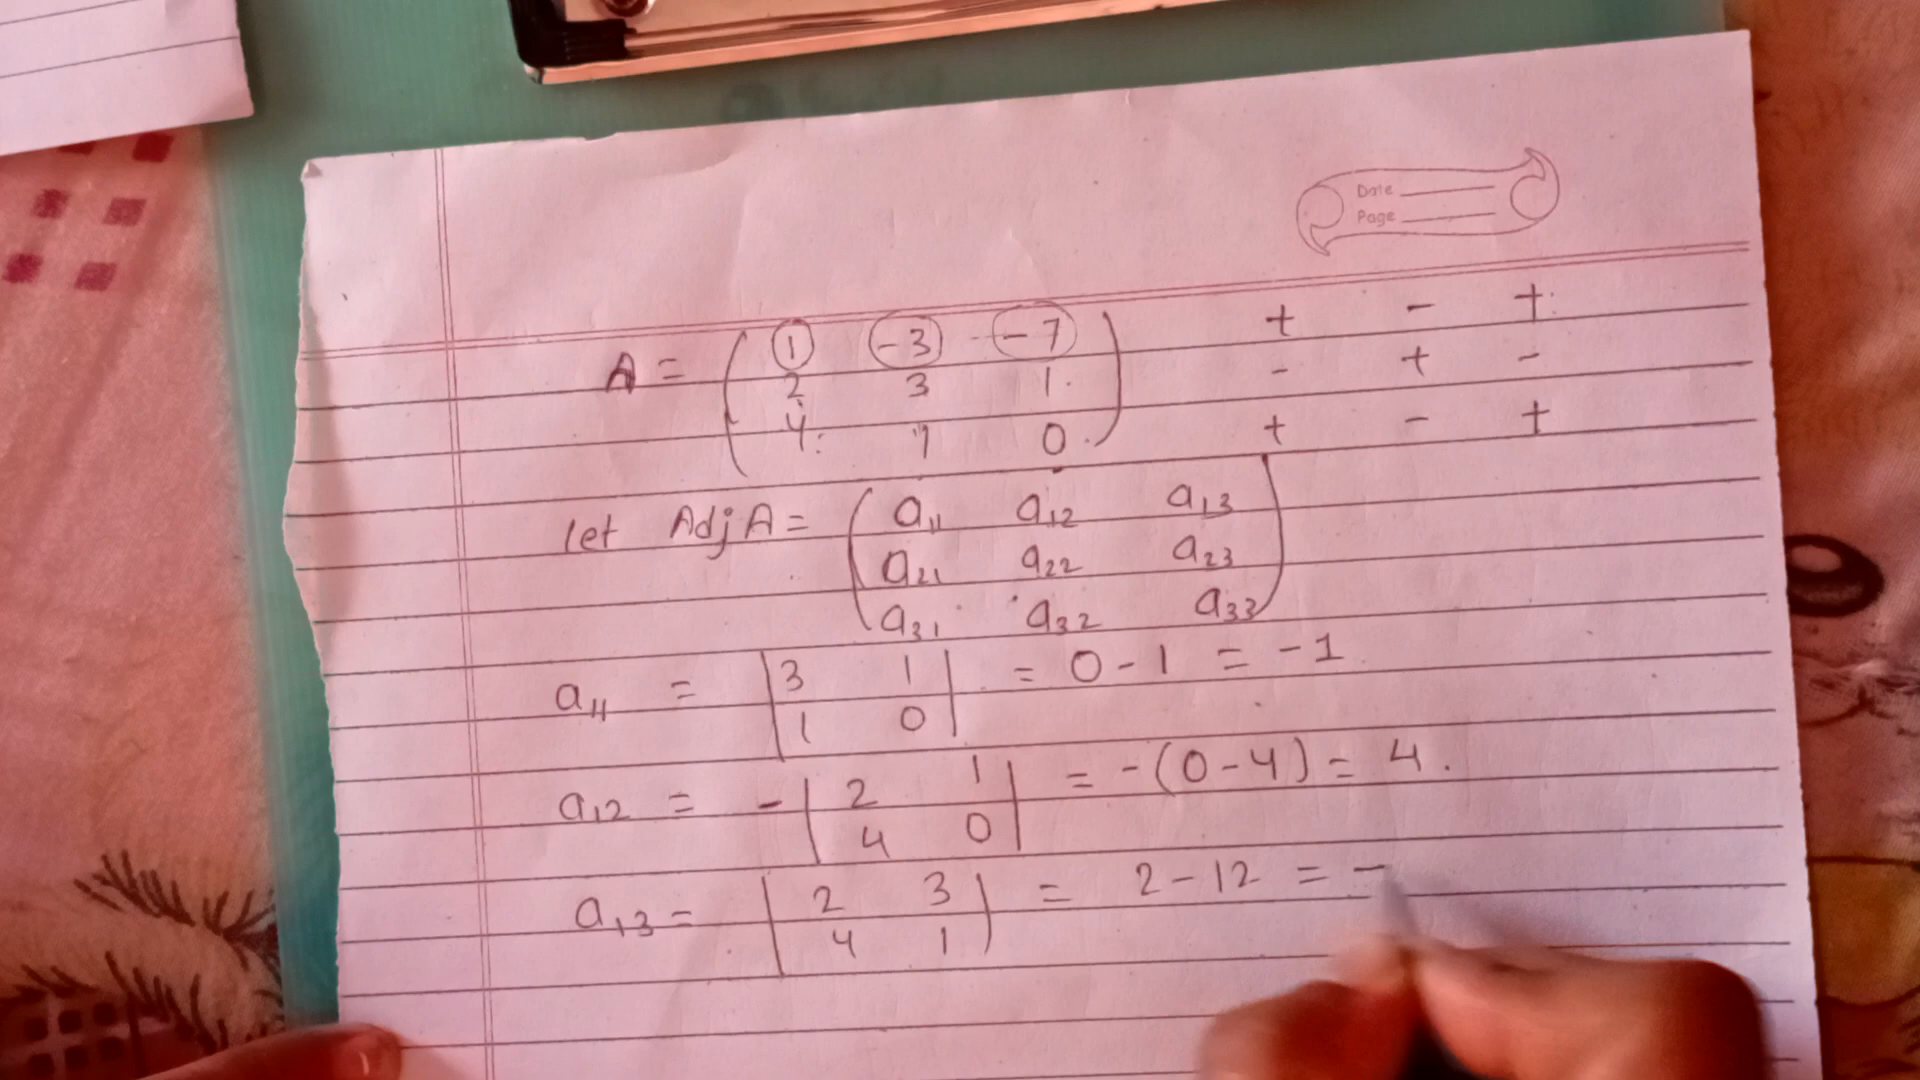 Date
Page
A = ( 1 -3 -7 + - +
2 3 1 - + -
4 1 0 ) + - +
let Adj A = ( a11 a12 a13
a21 a22 a23
a31 a32 a33 )
a11 = | 3 1 | = 0 - 1 = -1
1 0
a12 = - | 2 1 | = -(0-4) = 4.
4 0
a13 = | 2 3 | = 2 - 12 = -
4 1